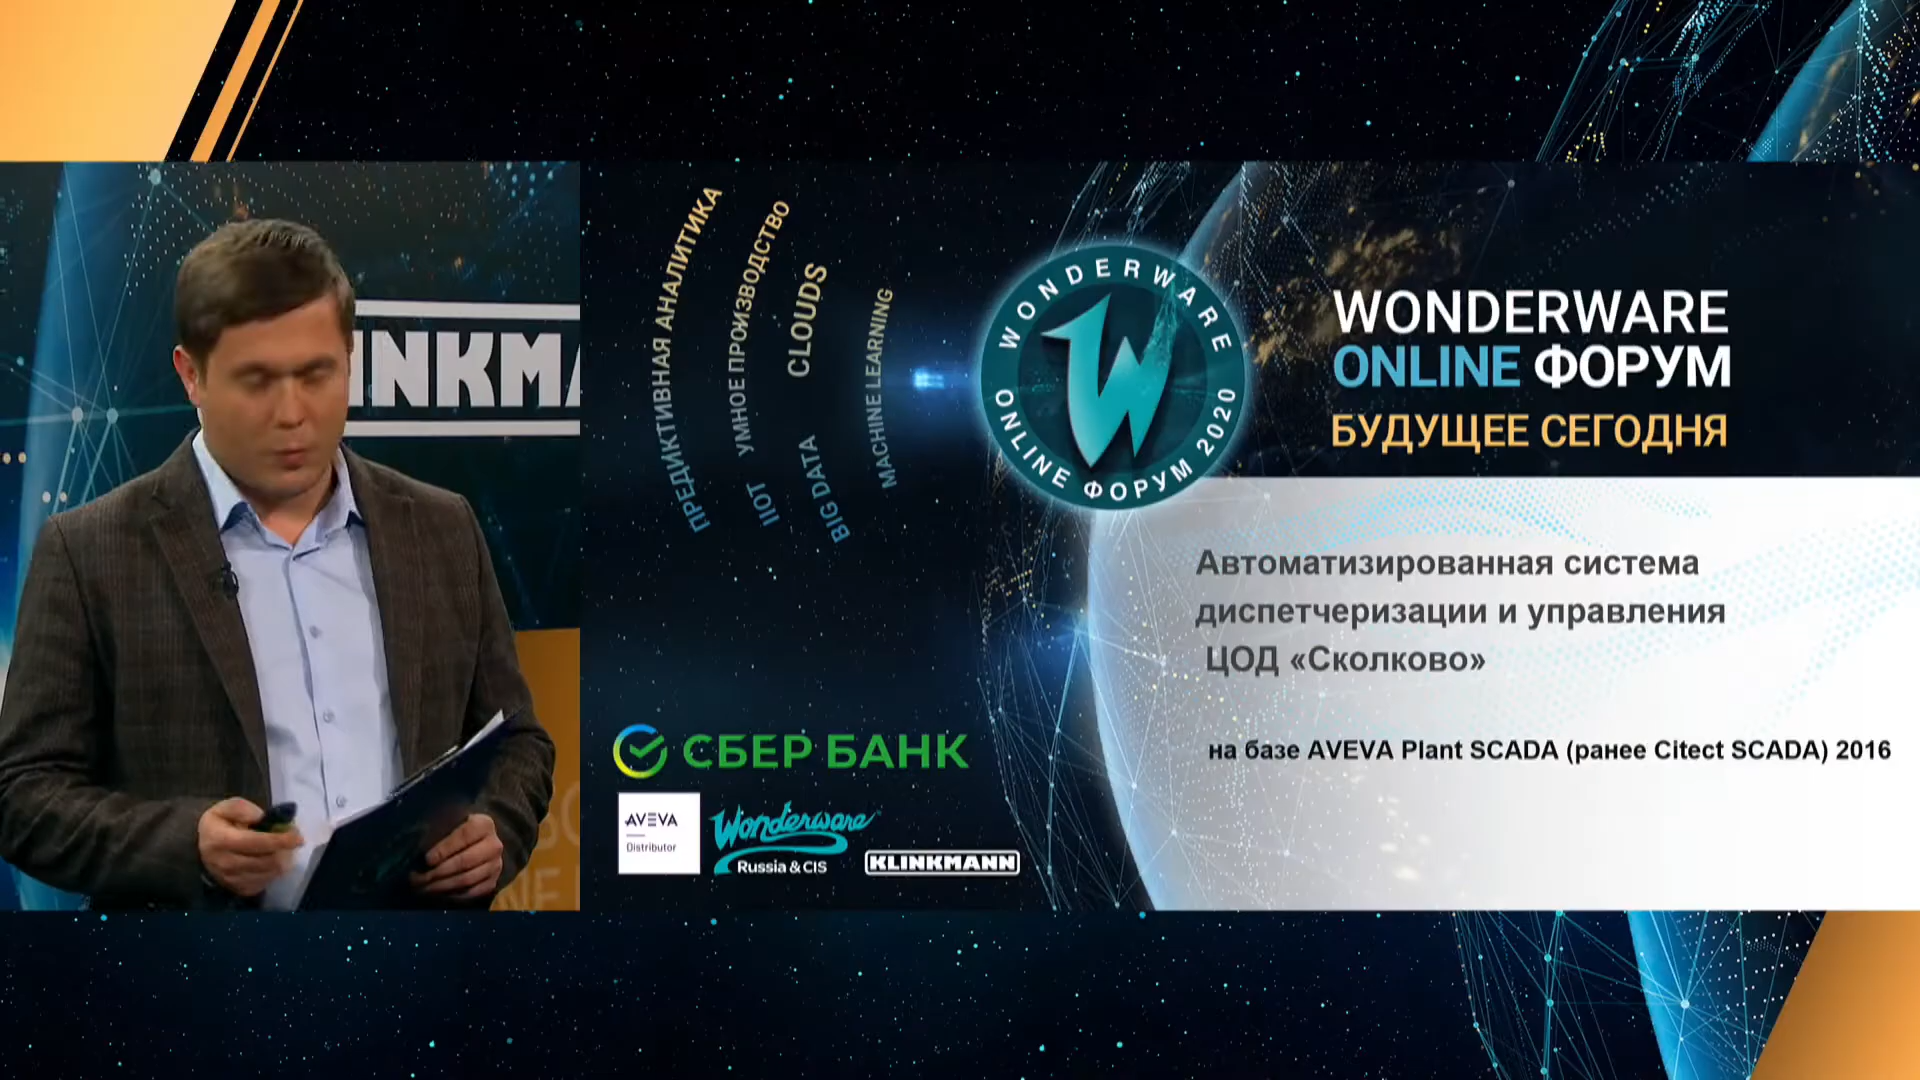 INKM
ПРЕДИКТИВНАЯ АНАЛИТИКА
IIOT УМНОЕ ПРОИЗВОДСТВО
BIG DATA CLOUDS
MACHINE LEARNING
WONDERWARE
ONLINE ФОРУМ 2020
WONDERWARE
ONLINE ФОРУМ
БУДУЩЕЕ СЕГОДНЯ
Автоматизированная система
диспетчеризации и управления
ЦОД «Сколково»
на базе AVEVA Plant SCADA (ранее Citect SCADA) 2016
СБЕР БАНК
AVEVA
Distributor
Wonderware
Russia & CIS
KLINKMANN